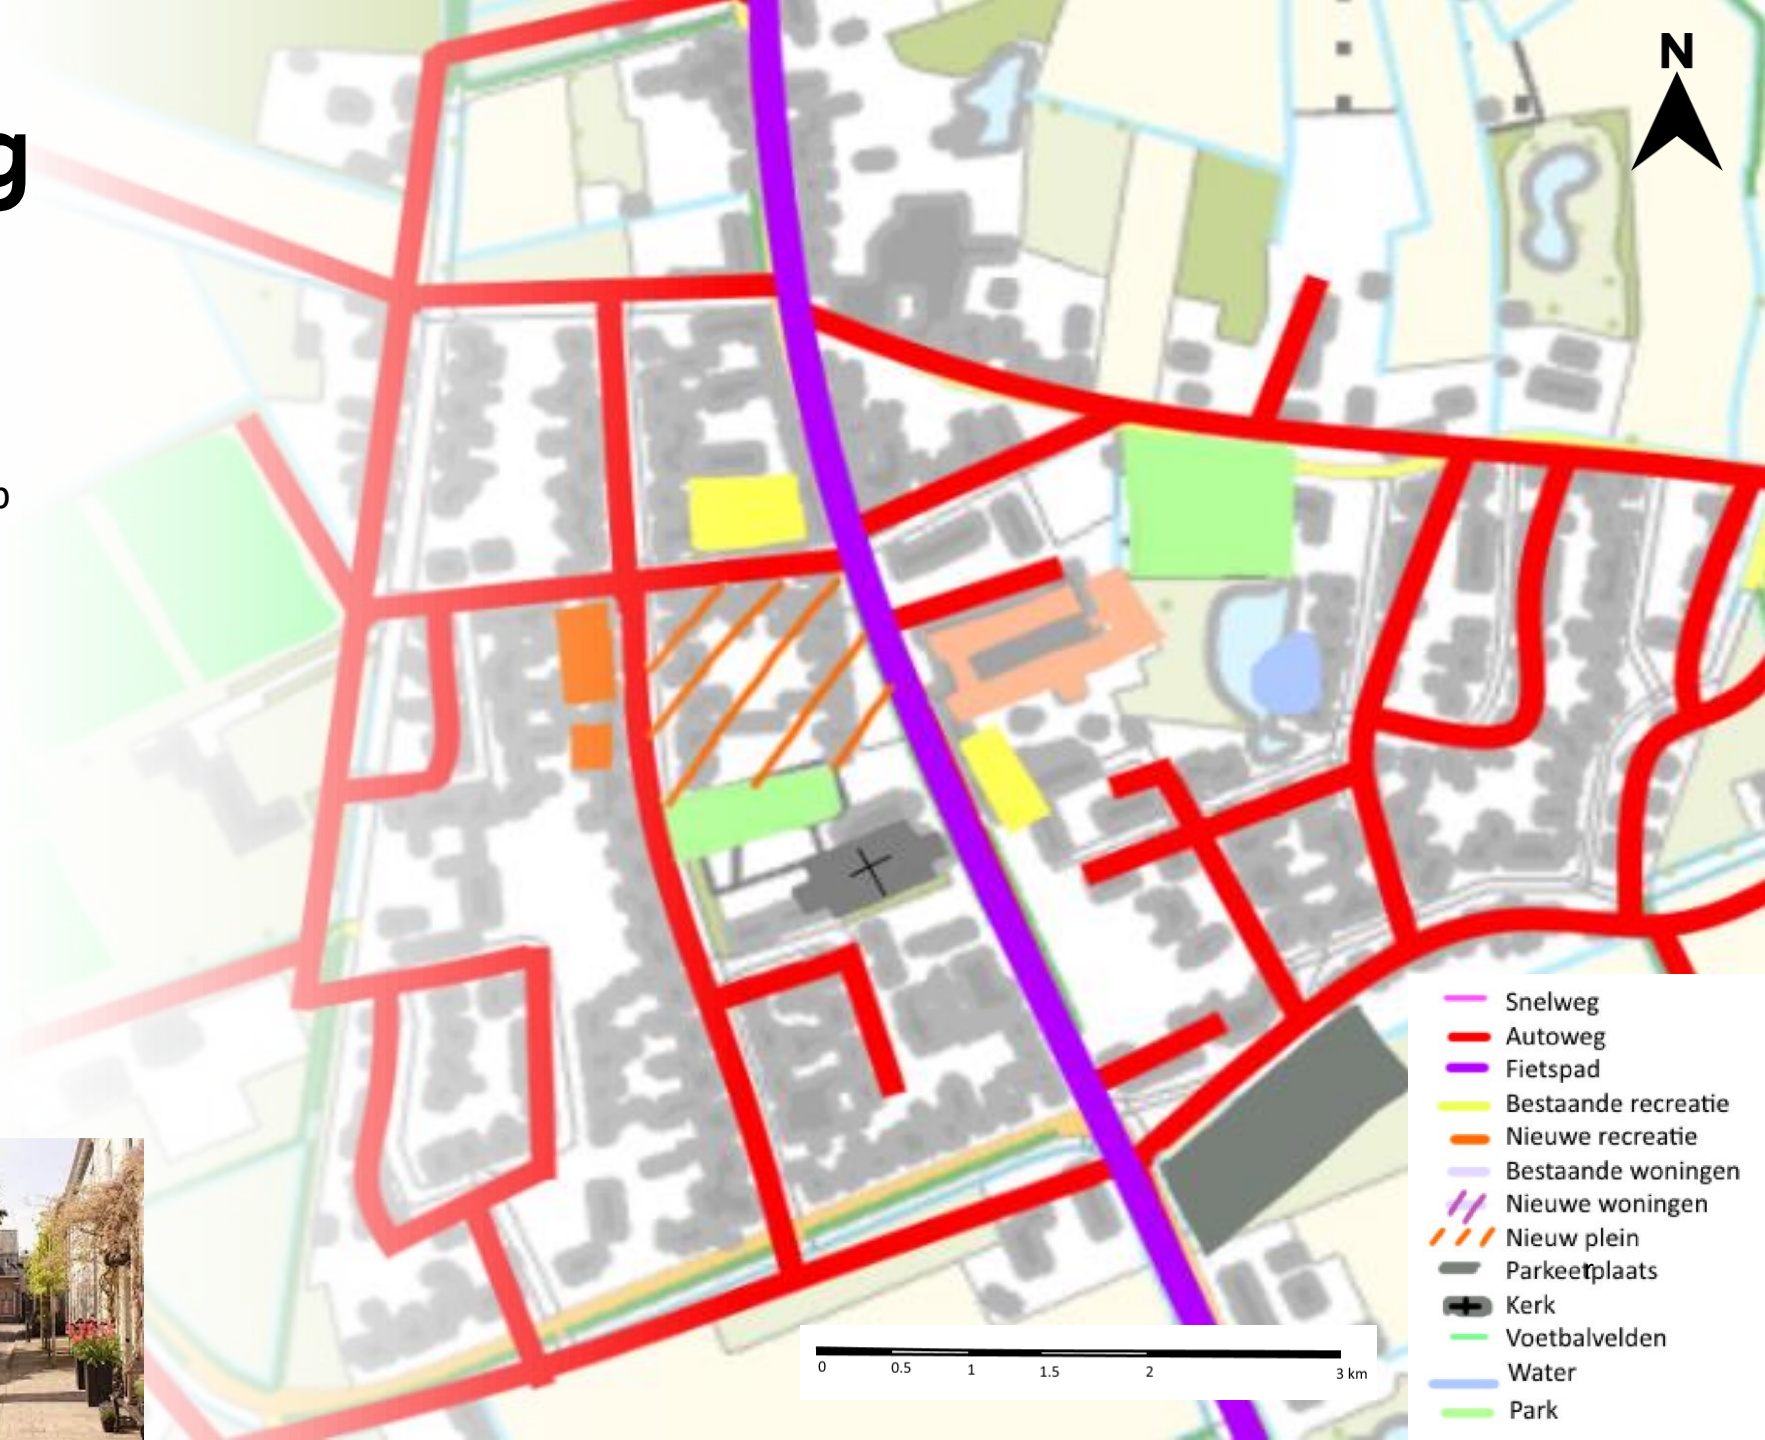 N
g
o
Snelweg
Autoweg
Fietspad
Bestaande recreatie
Nieuwe recreatie
Bestaande woningen
Nieuwe woningen
Nieuw plein
Parkeerplaats
Kerk
Voetbalvelden
Water
Park
0 0.5 1 1.5 2 3 km